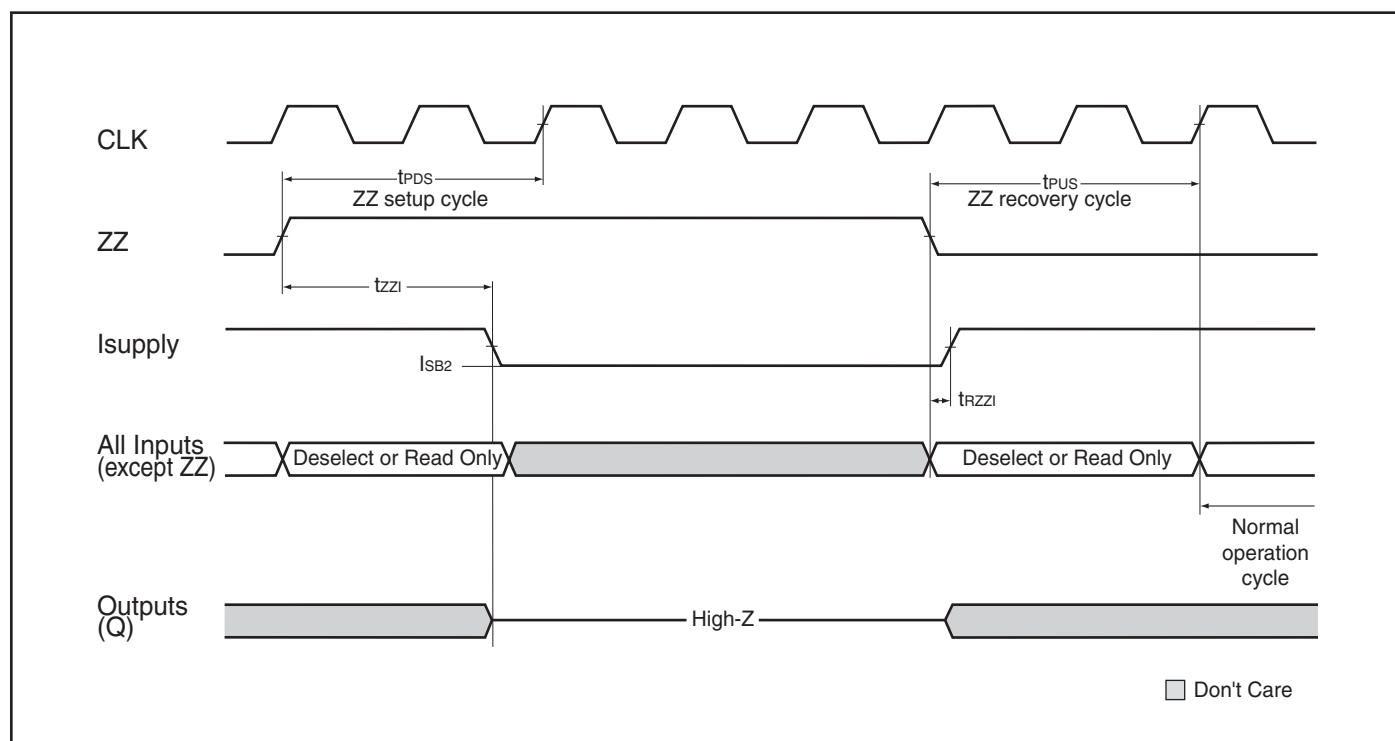 CLK
tPDS
ZZ setup cycle
tPUS
ZZ recovery cycle
ZZ
tZZI
Isupply
ISB2
tRZZI
All Inputs
(except ZZ)
Deselect or Read Only
Deselect or Read Only
Normal
operation
cycle
Outputs
(Q)
High-Z
Don't Care